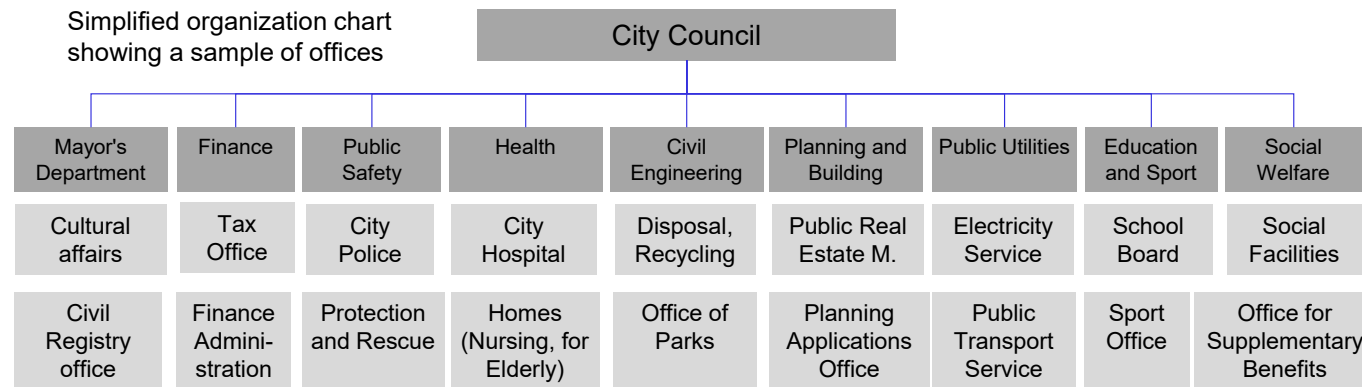 Simplified organization chart
showing a sample of offices
City Council
Mayor's
Department
Finance
Public
Safety
Health
Civil
Engineering
Planning and
Building
Public Utilities
Education
and Sport
Social
Welfare
Cultural
affairs
Tax
Office
City
Police
City
Hospital
Disposal,
Recycling
Public Real
Estate M.
Electricity
Service
School
Board
Social
Facilities
Civil
Registry
office
Finance
Admini-
stration
Protection
and Rescue
Homes
(Nursing, for
Elderly)
Office of
Parks
Planning
Applications
Office
Public
Transport
Service
Sport
Office
Office for
Supplementary
Benefits